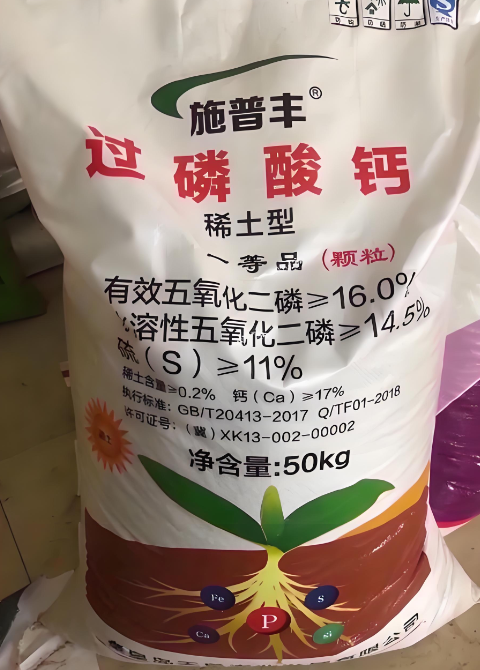 施普丰®
过磷酸钙
稀土型
一等品(颗粒)
有效五氧化二磷≥16.0%
溶性五氧化二磷≥14.5%
硫(S)≥11%
稀土含量≥0.2% 钙(Ca)≥17%
执行标准:GB/T20413-2017 Q/TF01-2018
许可证号:(冀)XK13-002-00002
净含量:50kg
Fe
S
P
Ca
Si